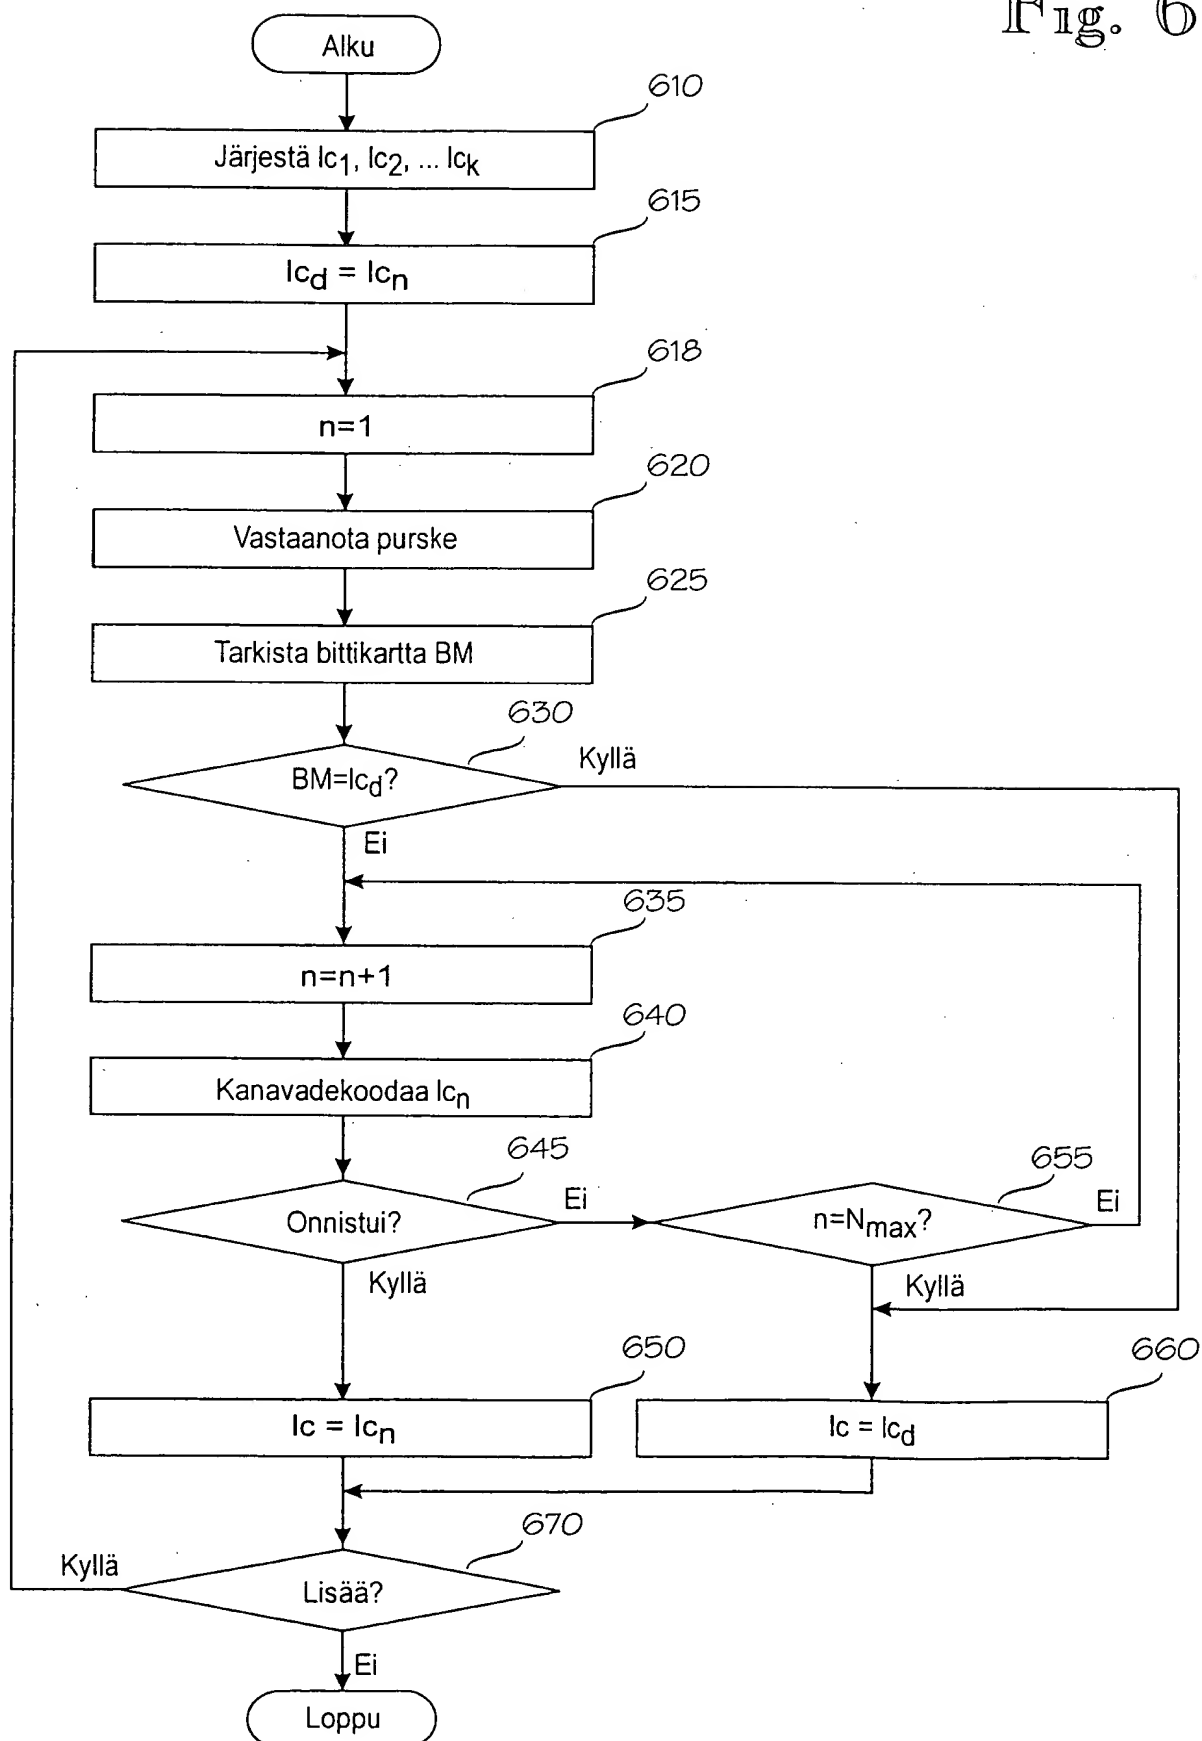 Fig. 6
Alku
610
Järjestä lc1, lc2, ... lck
615
lcd = lcn
618
n=1
620
Vastaanota purske
625
Tarkista bittikartta BM
630
BM=lcd?
Kyllä
Ei
635
n=n+1
640
Kanavadekoodaa lcn
645
Onnistui?
Ei
655
n=Nmax?
Ei
Kyllä
Kyllä
650
lc = lcn
660
lc = lcd
670
Kyllä
Lisää?
Ei
Loppu